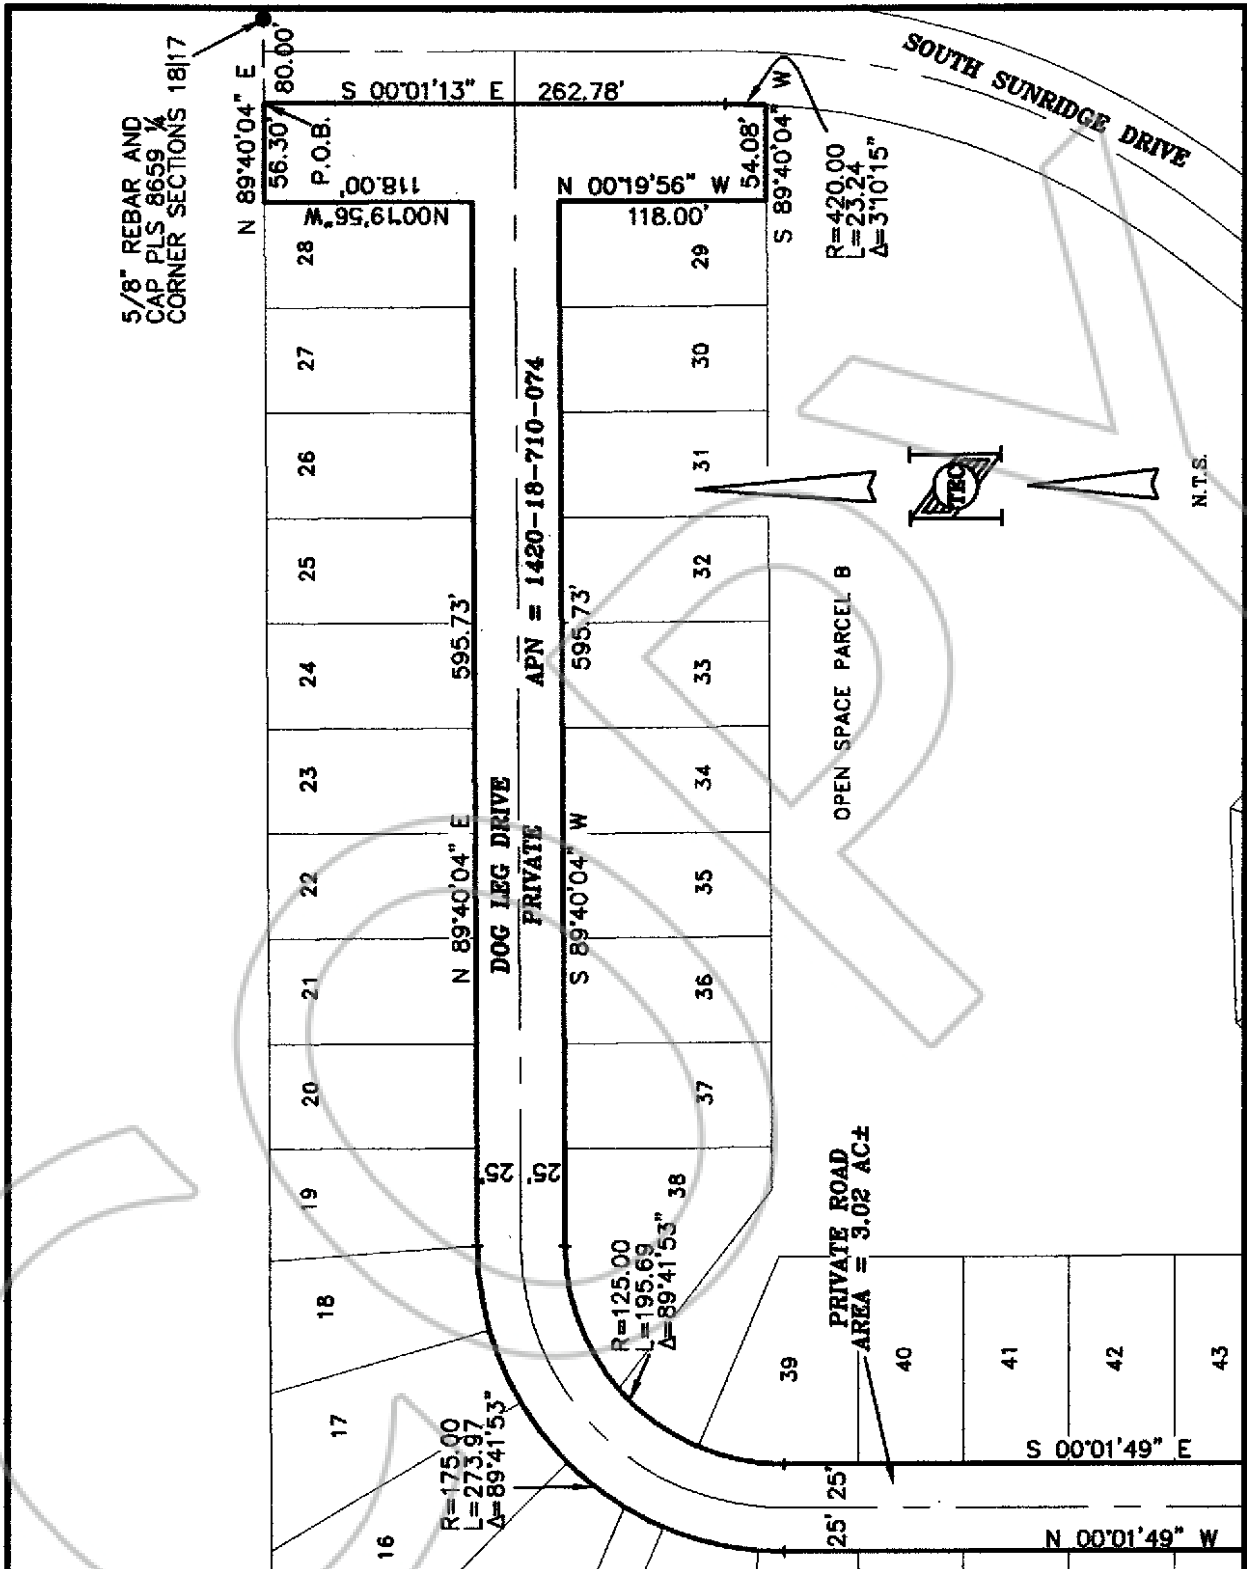 5/8" REBAR AND
CAP PLS 8659 ¼
CORNER SECTIONS 18|17
N 89°40'04" E
80.00'
56.30'
P.O.B.
S 00°01'13" E 262.78'
SOUTH SUNRIDGE DRIVE
118.00'
N00°19'56"W
N 00°19'56" W
118.00'
54.08'
S 89°40'04" W
R=420.00
L=23.24
Δ=3°10'15"
28
27
26
25
24
23
22
21
20
19
18
17
16
29
30
31
32
33
34
35
36
37
38
39
40
41
42
43
595.73'
N 89°40'04" E
DOG LEG DRIVE
PRIVATE
APN = 1420-18-710-074
595.73'
S 89°40'04" W
OPEN SPACE PARCEL B
TEC
N.T.S.
25'
25'
R=125.00
L=195.69
Δ=89°41'53"
R=175.00
L=273.97
Δ=89°41'53"
PRIVATE ROAD
AREA = 3.02 AC±
S 00°01'49" E
25'
25'
N 00°01'49" W
COPY